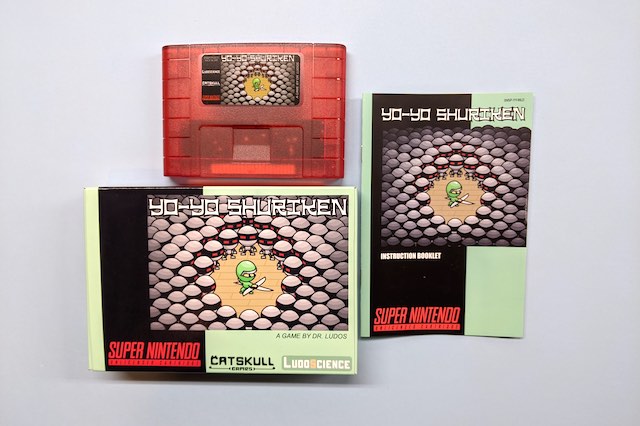 YO-YO SHURIKEN
YO-YO SHURIKEN
INSTRUCTION BOOKLET
SUPER NINTENDO
YO-YO SHURIKEN
A GAME BY DR. LUDOS
SUPER NINTENDO
CATSKULL
GAMES
LUDOSCIENCE